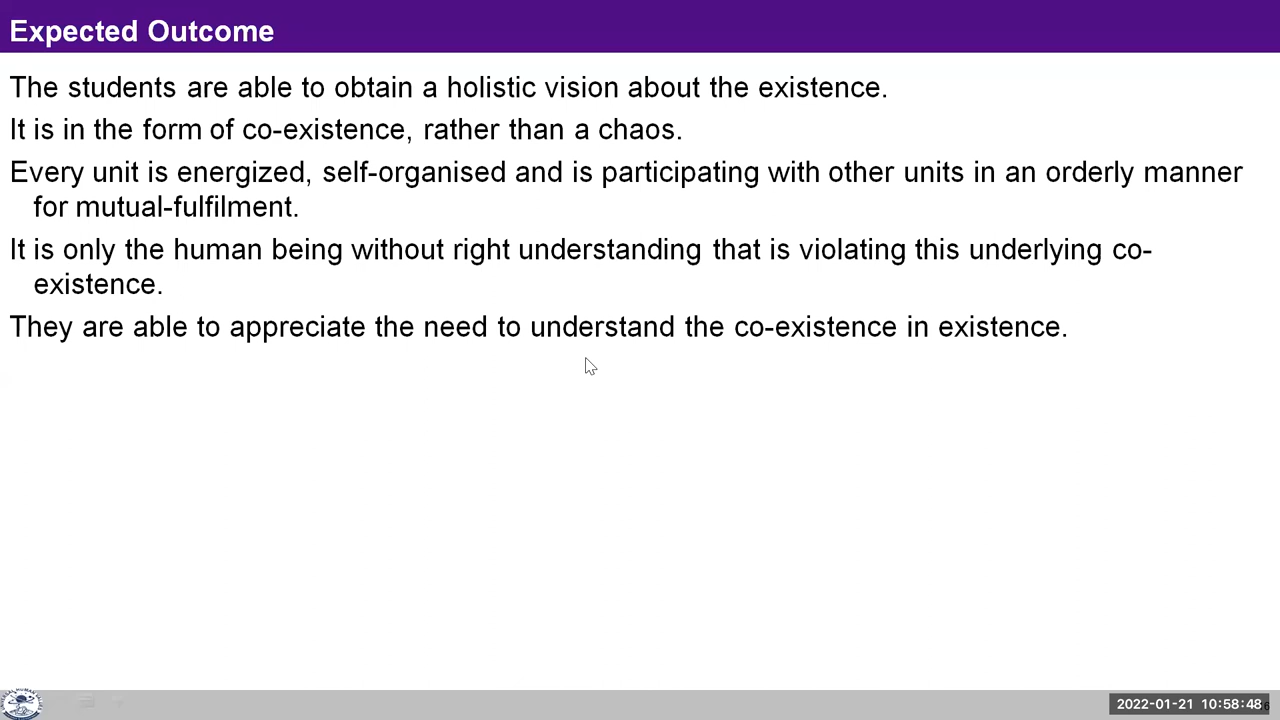 Expected Outcome
The students are able to obtain a holistic vision about the existence.
It is in the form of co-existence, rather than a chaos.
Every unit is energized, self-organised and is participating with other units in an orderly manner
for mutual-fulfilment.
It is only the human being without right understanding that is violating this underlying co-
existence.
They are able to appreciate the need to understand the co-existence in existence.
2022-01-21 10:58:48